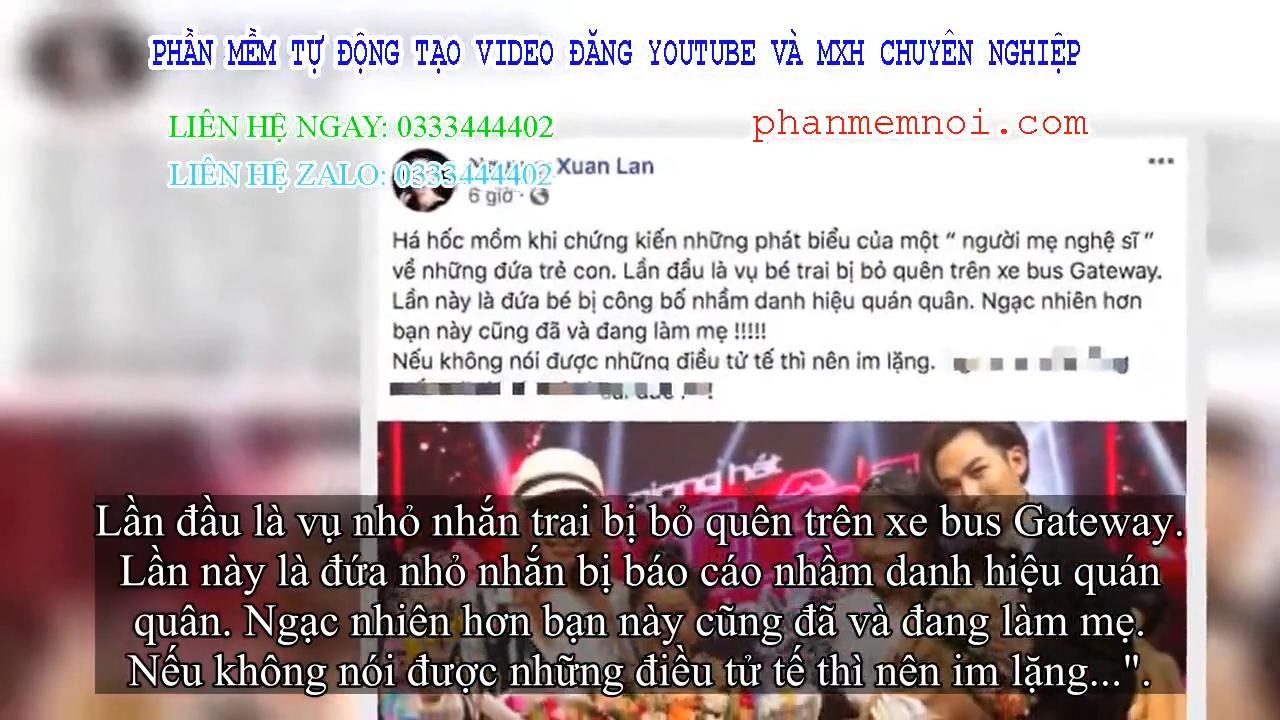 PHẦN MỀM TỰ ĐỘNG TẠO VIDEO ĐĂNG YOUTUBE VÀ MXH CHUYÊN NGHIỆP
LIÊN HỆ NGAY: 0333444402
phanmemnoi.com
LIÊN HỆ ZALO: 0333444402
Xuan Lan
6 giờ
Há hốc mồm khi chứng kiến những phát biểu của một “ người mẹ nghệ sĩ ”
về những đứa trẻ con. Lần đầu là vụ bé trai bị bỏ quên trên xe bus Gateway.
Lần này là đứa bé bị công bố nhầm danh hiệu quán quân. Ngạc nhiên hơn
bạn này cũng đã và đang làm mẹ !!!!!
Nếu không nói được những điều tử tế thì nên im lặng.
giọng hát
Lần đầu là vụ nhỏ nhắn trai bị bỏ quên trên xe bus Gateway.
Lần này là đứa nhỏ nhắn bị báo cáo nhầm danh hiệu quán
quân. Ngạc nhiên hơn bạn này cũng đã và đang làm mẹ.
Nếu không nói được những điều tử tế thì nên im lặng...".